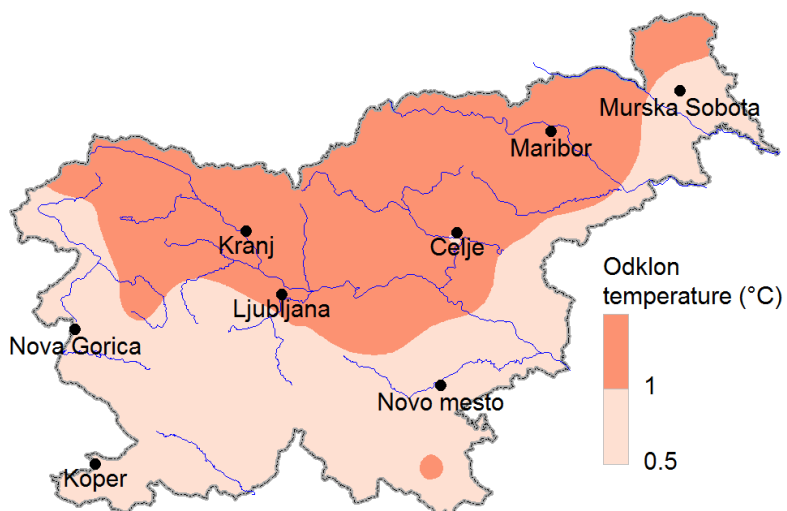 Murska Sobota
Maribor
Kranj
Celje
Ljubljana
Nova Gorica
Novo mesto
Koper
Odklon
temperature (°C)
1
0.5